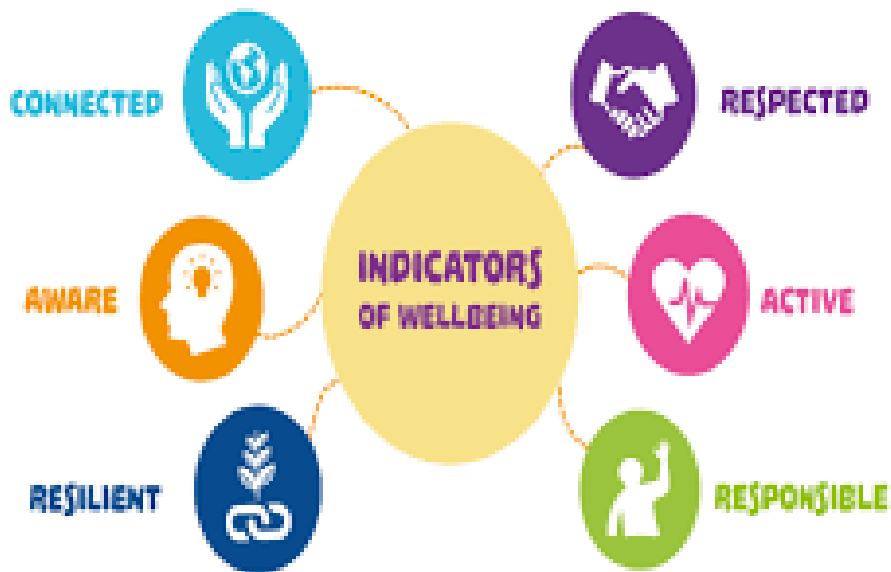 CONNECTED
RESPECTED
INDICATORS
OF WELLBEING
AWARE
ACTIVE
RESILIENT
RESPONSIBLE